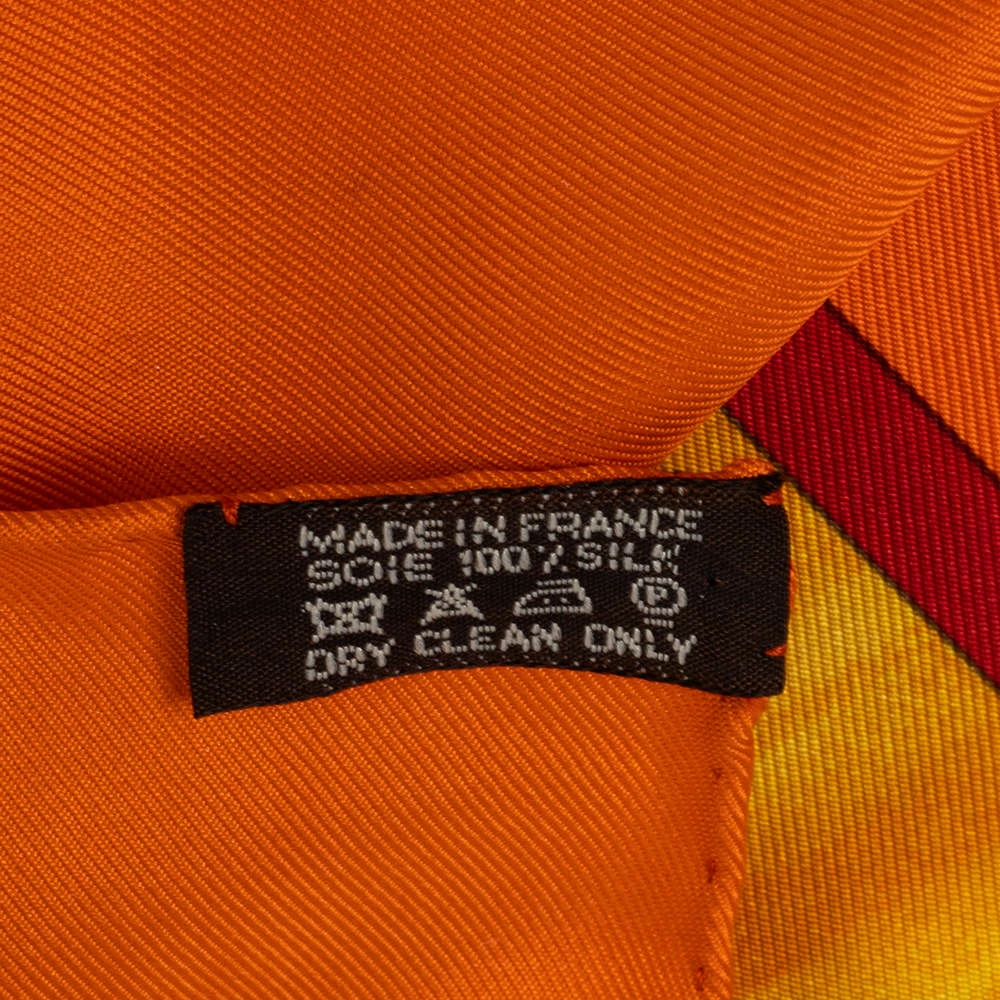 MADE IN FRANCE
SOIE 100% SILK
P
DRY CLEAN ONLY